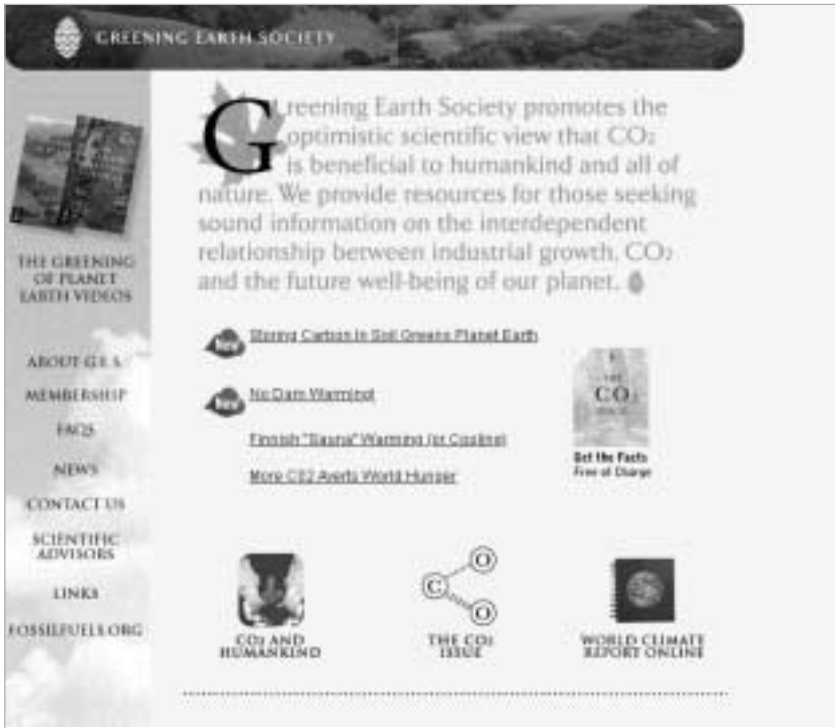 GREENING EARTH SOCIETY
Greening Earth Society promotes the
optimistic scientific view that CO2
is beneficial to humankind and all of
nature. We provide resources for those seeking
sound information on the interdependent
relationship between industrial growth, CO2
and the future well-being of our planet.
THE GREENING
OF PLANET
EARTH VIDEOS
ABOUT G.E.S.
MEMBERSHIP
FAQS
NEWS
CONTACT US
SCIENTIFIC
ADVISORS
LINKS
FOSSILFUELS.ORG
New
Storing Carbon In Soil Greens Planet Earth
New
No Dam Warming!
Finnish "Sauna" Warming (or Cooling)
More C02 Averts World Hunger
THE
CO2
ISSUE
Get the Facts
Free of Charge
CO2 AND
HUMANKIND
C
O
O
THE CO2
ISSUE
WORLD CLIMATE
REPORT ONLINE